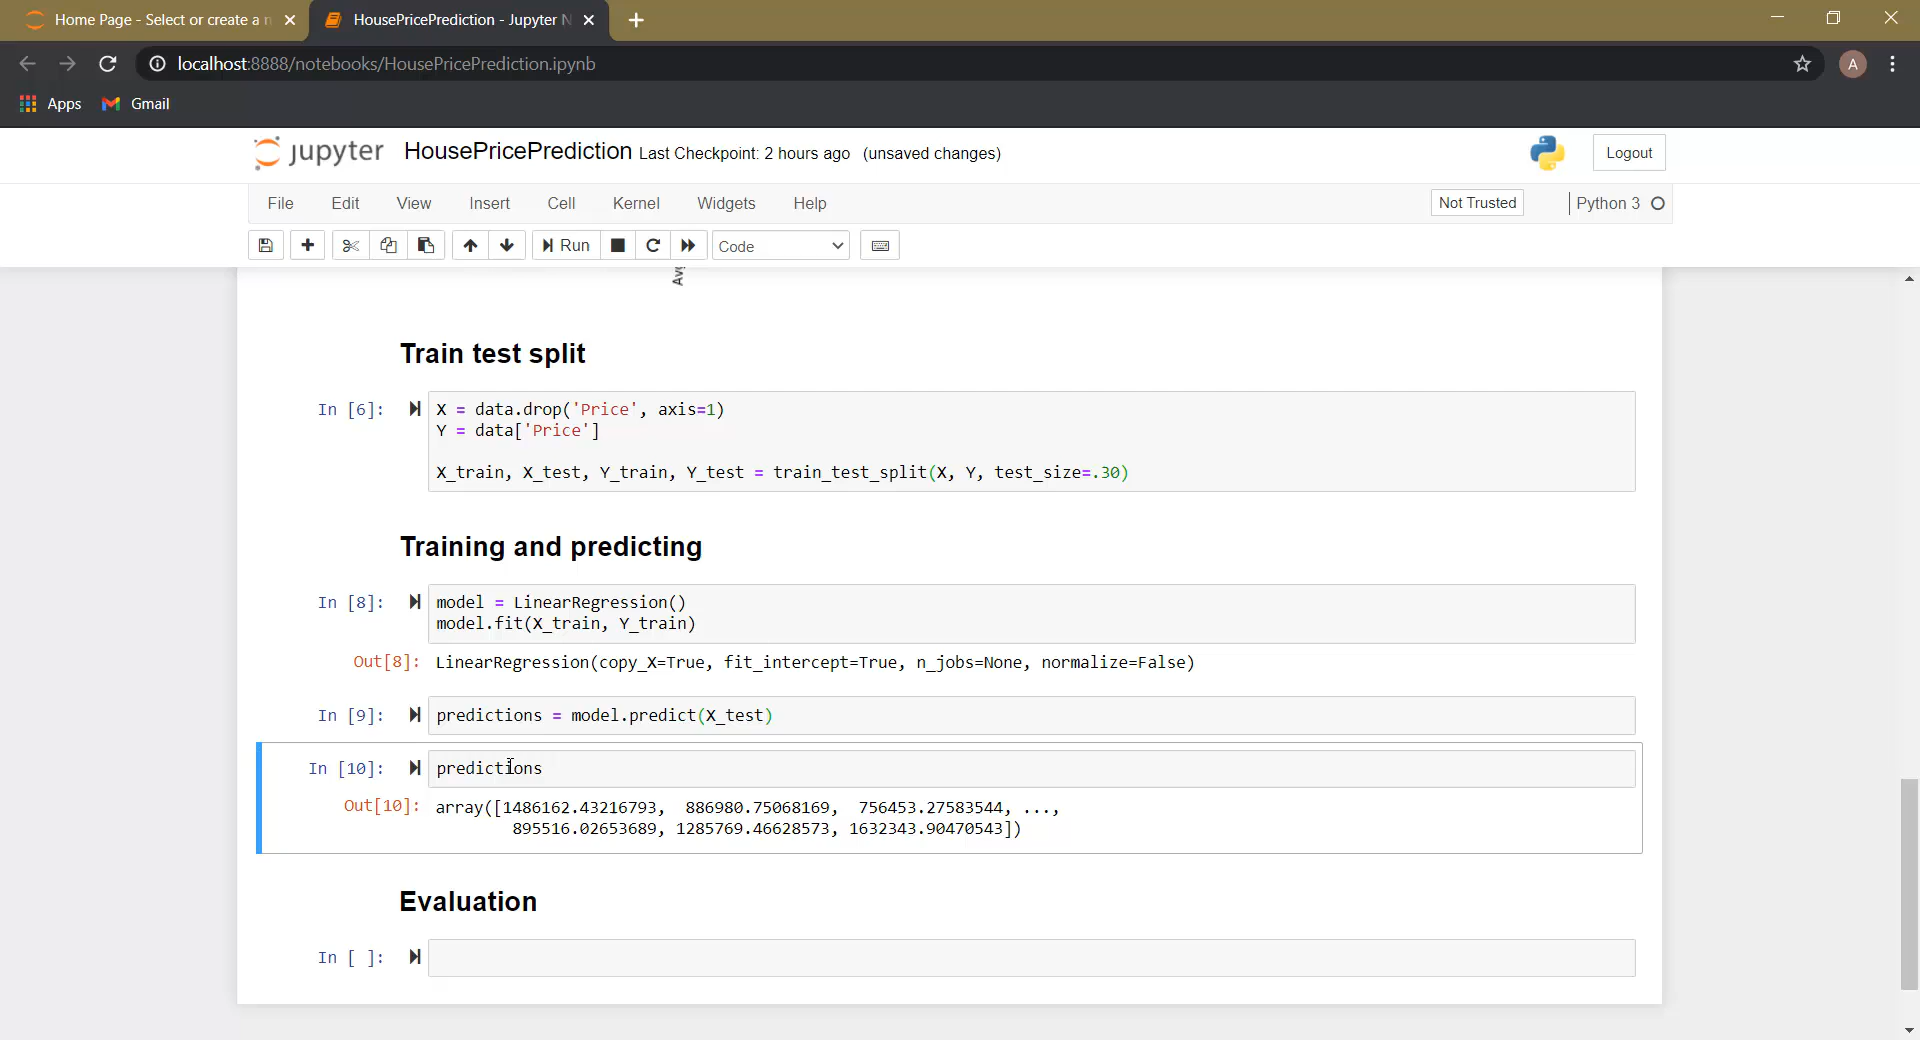 Home Page - Select or create a n
HousePricePrediction - Jupyter N
localhost:8888/notebooks/HousePricePrediction.ipynb
A
Apps
Gmail
jupyter
HousePricePrediction Last Checkpoint: 2 hours ago (unsaved changes)
Logout
File Edit View Insert Cell Kernel Widgets Help
Not Trusted
Python 3
Run
Code
Av
Train test split
In [6]:
X = data.drop('Price', axis=1)
Y = data['Price']
X_train, X_test, Y_train, Y_test = train_test_split(X, Y, test_size=.30)
Training and predicting
In [8]:
model = LinearRegression()
model.fit(X_train, Y_train)
Out[8]: LinearRegression(copy_X=True, fit_intercept=True, n_jobs=None, normalize=False)
In [9]: predictions = model.predict(X_test)
In [10]: predictions
Out[10]: array([1486162.43216793, 886980.75068169, 756453.27583544, ...,
895516.02653689, 1285769.46628573, 1632343.90470543])
Evaluation
In [ ]: